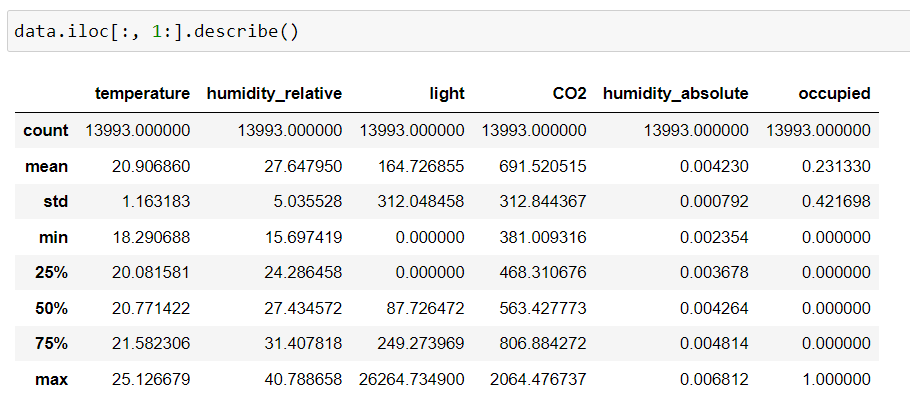 data.iloc[:, 1:].describe()
temperature humidity_relative light CO2 humidity_absolute occupied
count 13993.000000 13993.000000 13993.000000 13993.000000 13993.000000 13993.000000
mean 20.906860 27.647950 164.726855 691.520515 0.004230 0.231330
std 1.163183 5.035528 312.048458 312.844367 0.000792 0.421698
min 18.290688 15.697419 0.000000 381.009316 0.002354 0.000000
25% 20.081581 24.286458 0.000000 468.310676 0.003678 0.000000
50% 20.771422 27.434572 87.726472 563.427773 0.004264 0.000000
75% 21.582306 31.407818 249.273969 806.884272 0.004814 0.000000
max 25.126679 40.788658 26264.734900 2064.476737 0.006812 1.000000